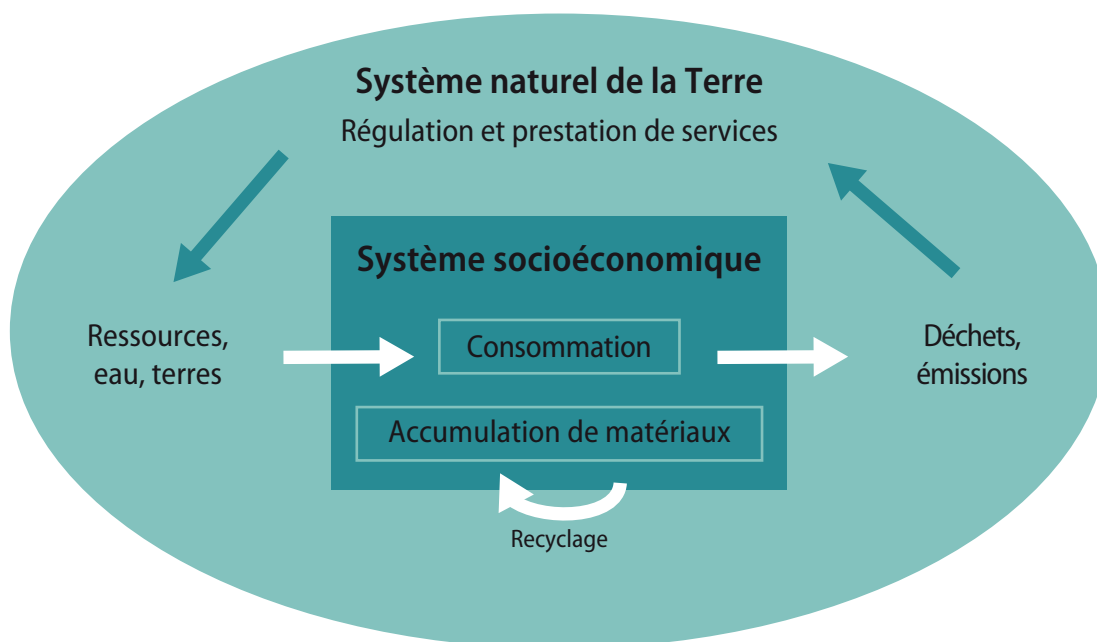 Système naturel de la Terre
Régulation et prestation de services
Système socioéconomique
Ressources,
eau, terres
Consommation
Déchets,
émissions
Accumulation de matériaux
Recyclage